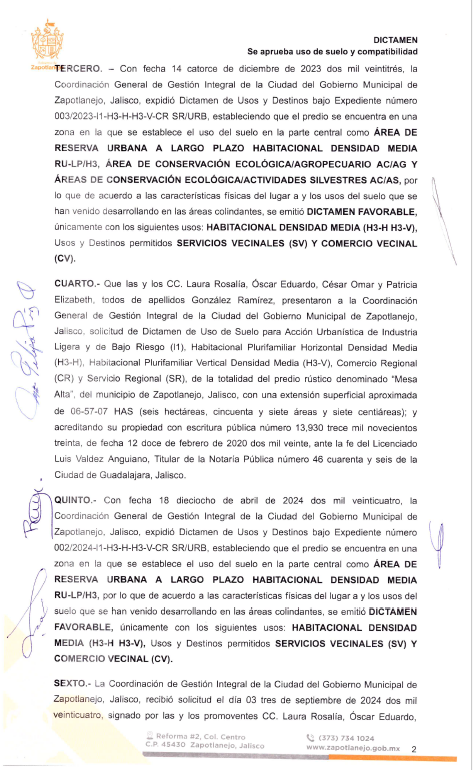 DICTAMEN
Se aprueba uso de suelo y compatibilidad
Zapotlanejo
TERCERO. – Con fecha 14 catorce de diciembre de 2023 dos mil veintitrés, la
Coordinación General de Gestión Integral de la Ciudad del Gobierno Municipal de
Zapotlanejo, Jalisco, expidió Dictamen de Usos y Destinos bajo Expediente número
003/2023-I1-H3-H-H3-V-CR SR/URB, estableciendo que el predio se encuentra en una
zona en la que se establece el uso del suelo en la parte central como ÁREA DE
RESERVA URBANA A LARGO PLAZO HABITACIONAL DENSIDAD MEDIA
RU-LP/H3, ÁREA DE CONSERVACIÓN ECOLÓGICA/AGROPECUARIO AC/AG Y
ÁREAS DE CONSERVACIÓN ECOLÓGICA/ACTIVIDADES SILVESTRES AC/AS, por
lo que de acuerdo a las características físicas del lugar a y los usos del suelo que se
han venido desarrollando en las áreas colindantes, se emitió DICTAMEN FAVORABLE,
únicamente con los siguientes usos: HABITACIONAL DENSIDAD MEDIA (H3-H H3-V),
Usos y Destinos permitidos SERVICIOS VECINALES (SV) Y COMERCIO VECINAL
(CV).
CUARTO.- Que las y los CC. Laura Rosalía, Óscar Eduardo, César Omar y Patricia
Elizabeth, todos de apellidos González Ramírez, presentaron a la Coordinación
General de Gestión Integral de la Ciudad del Gobierno Municipal de Zapotlanejo,
Jalisco, solicitud de Dictamen de Uso de Suelo para Acción Urbanística de Industria
Ligera y de Bajo Riesgo (I1), Habitacional Plurifamiliar Horizontal Densidad Media
(H3-H), Habitacional Plurifamiliar Vertical Densidad Media (H3-V), Comercio Regional
(CR) y Servicio Regional (SR), de la totalidad del predio rústico denominado “Mesa
Alta”, del municipio de Zapotlanejo, Jalisco, con una extensión superficial aproximada
de 06-57-07 HAS (seis hectáreas, cincuenta y siete áreas y siete centiáreas); y
acreditando su propiedad con escritura pública número 13,930 trece mil novecientos
treinta, de fecha 12 doce de febrero de 2020 dos mil veinte, ante la fe del Licenciado
Luis Valdez Anguiano, Titular de la Notaría Pública número 46 cuarenta y seis de la
Ciudad de Guadalajara, Jalisco.
QUINTO.- Con fecha 18 dieciocho de abril de 2024 dos mil veinticuatro, la
Coordinación General de Gestión Integral de la Ciudad del Gobierno Municipal de
Zapotlanejo, Jalisco, expidió Dictamen de Usos y Destinos bajo Expediente número
002/2024-I1-H3-H-H3-V-CR SR/URB, estableciendo que el predio se encuentra en una
zona en la que se establece el uso del suelo en la parte central como ÁREA DE
RESERVA URBANA A LARGO PLAZO HABITACIONAL DENSIDAD MEDIA
RU-LP/H3, por lo que de acuerdo a las características físicas del lugar a y los usos del
suelo que se han venido desarrollando en las áreas colindantes, se emitió DICTAMEN
FAVORABLE, únicamente con los siguientes usos: HABITACIONAL DENSIDAD
MEDIA (H3-H H3-V), Usos y Destinos permitidos SERVICIOS VECINALES (SV) Y
COMERCIO VECINAL (CV).
SEXTO.- La Coordinación de Gestión Integral de la Ciudad del Gobierno Municipal de
Zapotlanejo, Jalisco, recibió solicitud el día 03 tres de septiembre de 2024 dos mil
veinticuatro, signado por las y los promoventes CC. Laura Rosalía, Óscar Eduardo,
Reforma #2, Col. Centro
C.P. 45430 Zapotlanejo, Jalisco
(373) 734 1024
www.zapotlanejo.gob.mx
2